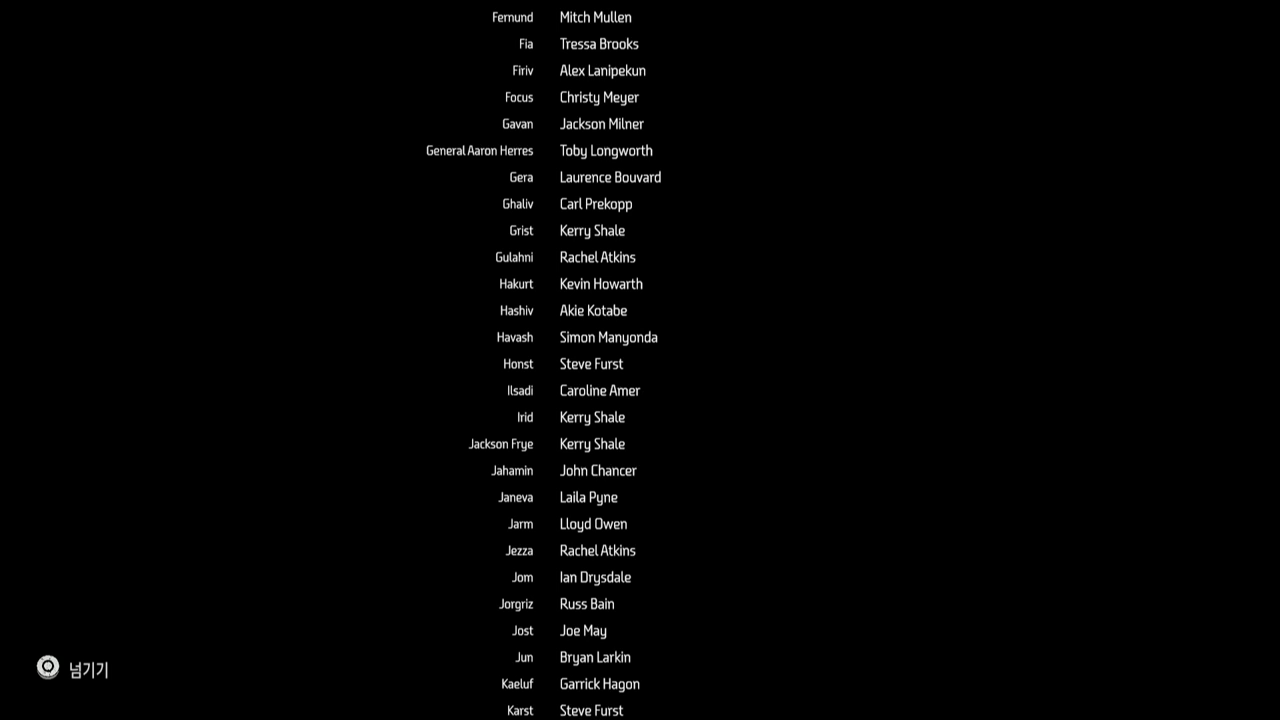 Fernund Mitch Mullen
Fia Tressa Brooks
Firiv Alex Lanipekun
Focus Christy Meyer
Gavan Jackson Milner
General Aaron Herres Toby Longworth
Gera Laurence Bouvard
Ghaliv Carl Prekopp
Grist Kerry Shale
Gulahni Rachel Atkins
Hakurt Kevin Howarth
Hashiv Akie Kotabe
Havash Simon Manyonda
Honst Steve Furst
Ilsadi Caroline Amer
Irid Kerry Shale
Jackson Frye Kerry Shale
Jahamin John Chancer
Janeva Laila Pyne
Jarm Lloyd Owen
Jezza Rachel Atkins
Jom Ian Drysdale
Jorgriz Russ Bain
Jost Joe May
Jun Bryan Larkin
Kaeluf Garrick Hagon
Karst Steve Furst
넘기기